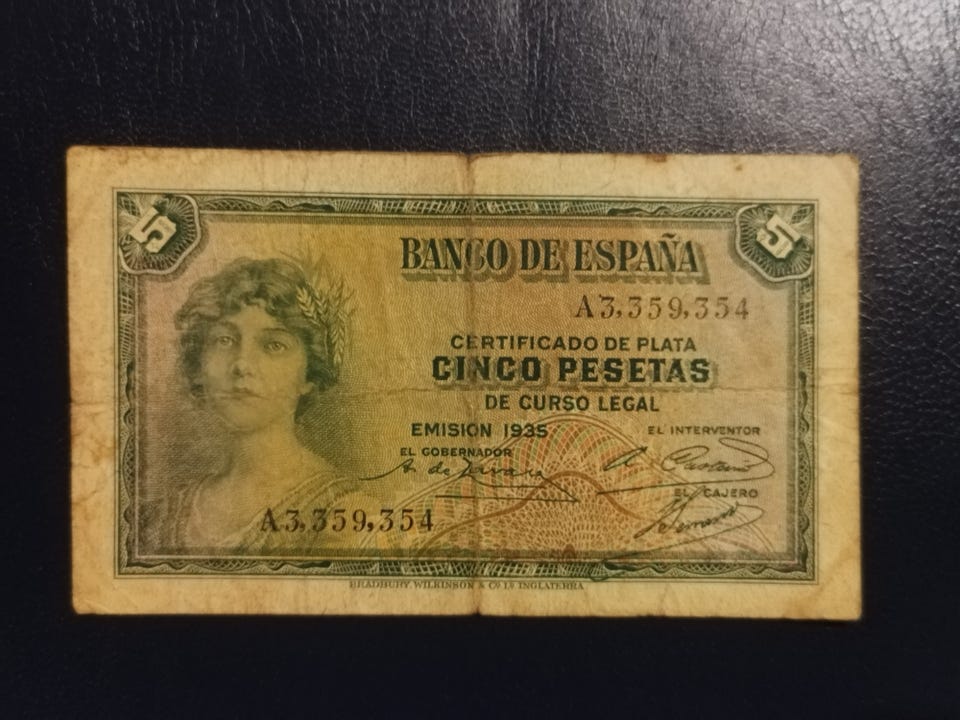 5 5
BANCO DE ESPAÑA
A3,359,354
CERTIFICADO DE PLATA
CINCO PESETAS
DE CURSO LEGAL
EMISION 1935
EL INTERVENTOR
EL GOBERNADOR
EL CAJERO
A3,359,354
BRADBURY, WILKINSON & Cº Lᴰ INGLATERRA